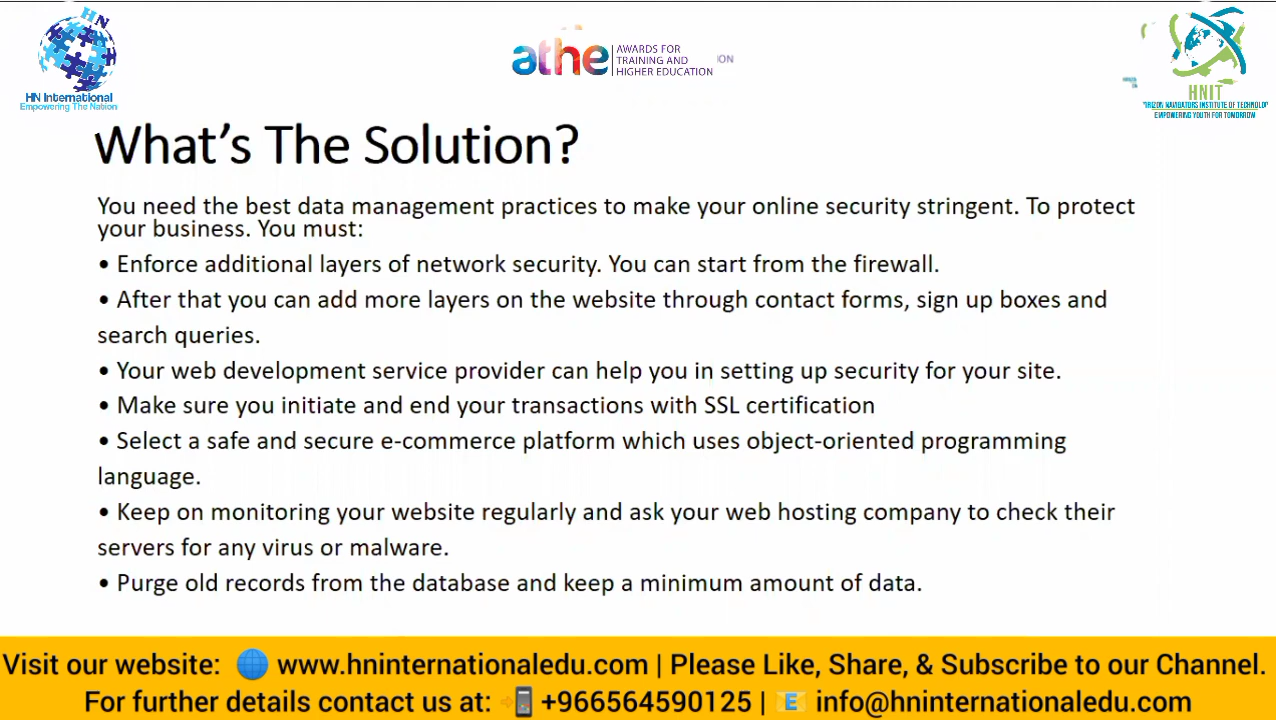 HN
HN International
Empowering The Nation
athe
AWARDS FOR
TRAINING AND
HIGHER EDUCATION
ION
HNIT
INSTITUTE OF TECHNOLOGY
EMPOWERING YOUTH FOR TOMORROW
What's The Solution?
You need the best data management practices to make your online security stringent. To protect
your business. You must:
• Enforce additional layers of network security. You can start from the firewall.
• After that you can add more layers on the website through contact forms, sign up boxes and
search queries.
• Your web development service provider can help you in setting up security for your site.
• Make sure you initiate and end your transactions with SSL certification
• Select a safe and secure e-commerce platform which uses object-oriented programming
language.
• Keep on monitoring your website regularly and ask your web hosting company to check their
servers for any virus or malware.
• Purge old records from the database and keep a minimum amount of data.
Visit our website: 🌐 www.hninternationaledu.com | Please Like, Share, & Subscribe to our Channel.
For further details contact us at: 📲 +966564590125 | 📧 info@hninternationaledu.com